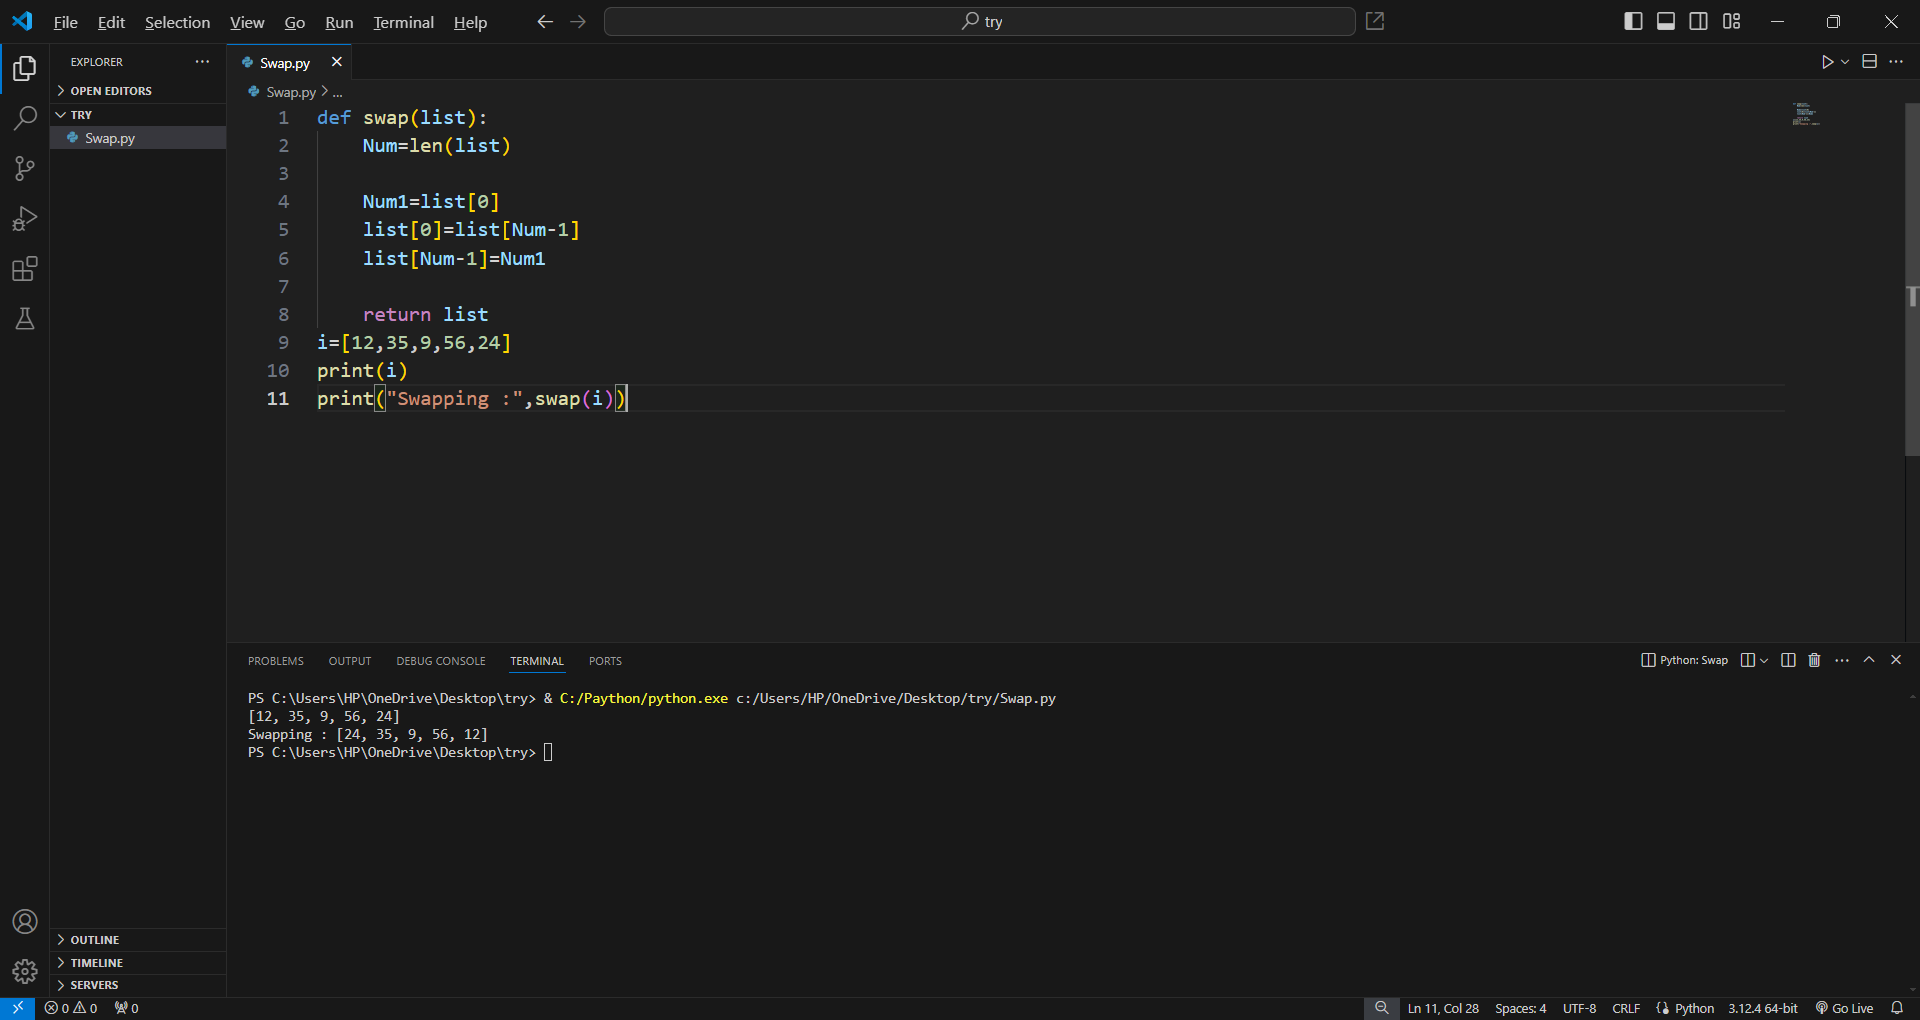 File Edit Selection View Go Run Terminal Help try
EXPLORER
OPEN EDITORS
TRY
Swap.py
OUTLINE
TIMELINE
SERVERS
Swap.py
Swap.py > ...
1 def swap(list):
2     Num=len(list)
3
4     Num1=list[0]
5     list[0]=list[Num-1]
6     list[Num-1]=Num1
7
8     return list
9 i=[12,35,9,56,24]
10 print(i)
11 print("Swapping :",swap(i))
PROBLEMS OUTPUT DEBUG CONSOLE TERMINAL PORTS Python: Swap
PS C:\Users\HP\OneDrive\Desktop\try> & C:/Paython/python.exe c:/Users/HP/OneDrive/Desktop/try/Swap.py
[12, 35, 9, 56, 24]
Swapping : [24, 35, 9, 56, 12]
PS C:\Users\HP\OneDrive\Desktop\try>
0 0 0 Ln 11, Col 28 Spaces: 4 UTF-8 CRLF Python 3.12.4 64-bit Go Live